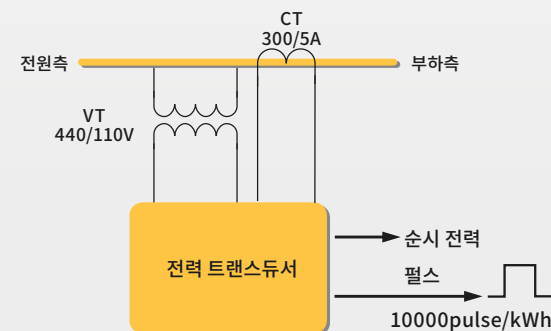 CT
300/5A
전원측
부하측
VT
440/110V
전력 트랜스듀서
순시 전력
펄스
10000pulse/kWh